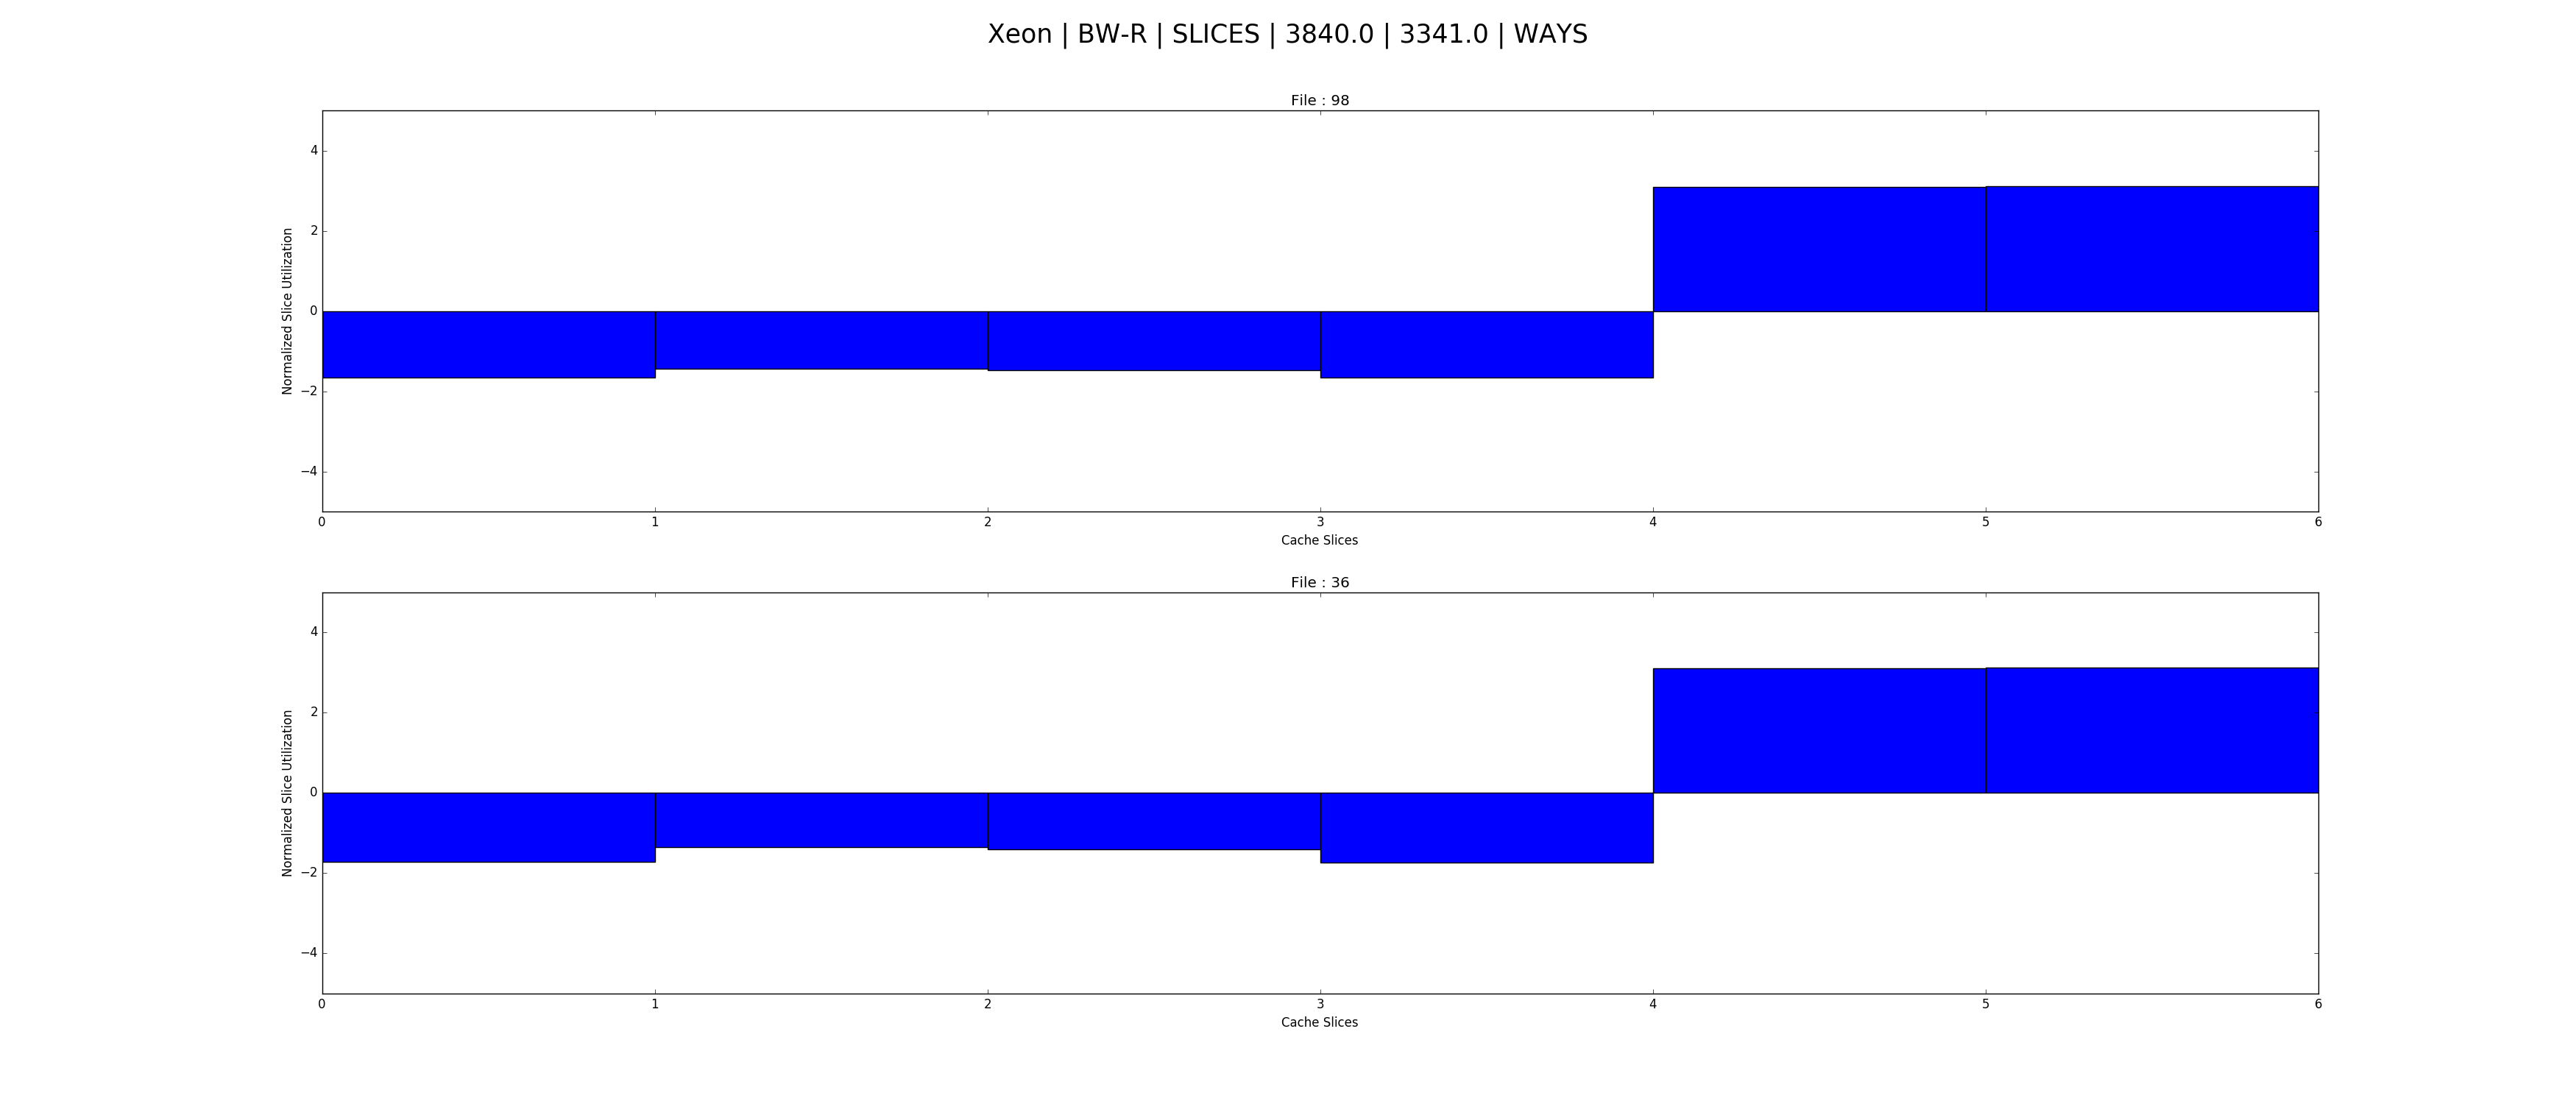 Xeon | BW-R | SLICES | 3840.0 | 3341.0 | WAYS
File : 98
Normalized Slice Utilization
4
2
0
−2
−4
0 1 2 3 4 5 6
Cache Slices
File : 36
Normalized Slice Utilization
4
2
0
−2
−4
0 1 2 3 4 5 6
Cache Slices